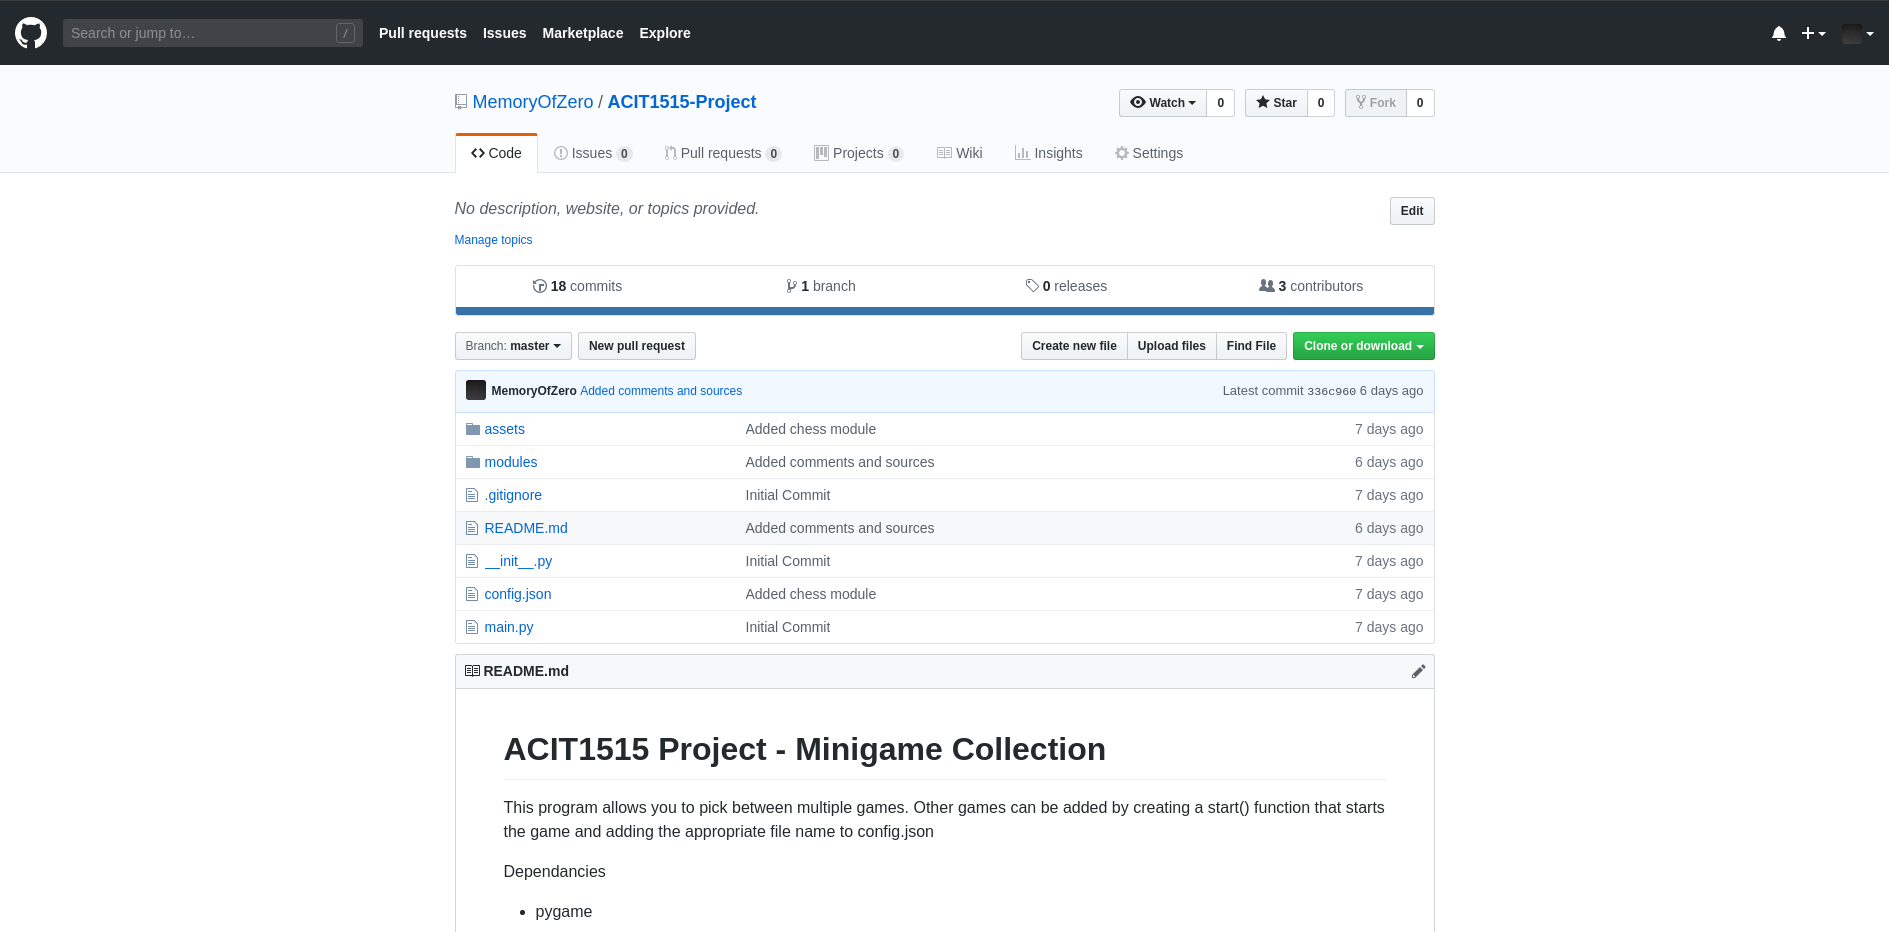 Search or jump to… /
Pull requests Issues Marketplace Explore
MemoryOfZero / ACIT1515-Project
Watch 0 Star 0 Fork 0
Code Issues 0 Pull requests 0 Projects 0 Wiki Insights Settings
No description, website, or topics provided. Edit
Manage topics
18 commits 1 branch 0 releases 3 contributors
Branch: master New pull request Create new file Upload files Find File Clone or download
MemoryOfZero Added comments and sources Latest commit 336c960 6 days ago
assets Added chess module 7 days ago
modules Added comments and sources 6 days ago
.gitignore Initial Commit 7 days ago
README.md Added comments and sources 6 days ago
__init__.py Initial Commit 7 days ago
config.json Added chess module 7 days ago
main.py Initial Commit 7 days ago
README.md
ACIT1515 Project - Minigame Collection
This program allows you to pick between multiple games. Other games can be added by creating a start() function that starts
the game and adding the appropriate file name to config.json
Dependancies
• pygame